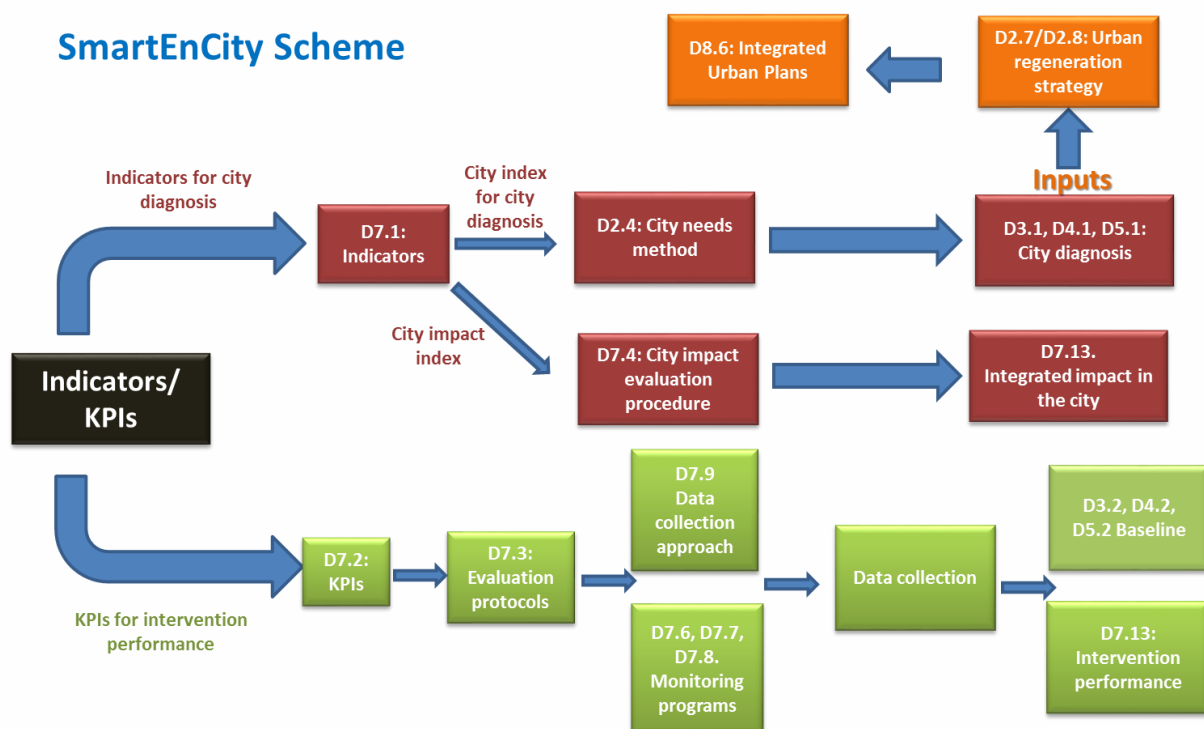 SmartEnCity Scheme
D8.6: Integrated
Urban Plans
D2.7/D2.8: Urban
regeneration
strategy
Inputs
Indicators for city
diagnosis
City index
for city
diagnosis
D7.1:
Indicators
D2.4: City needs
method
D3.1, D4.1, D5.1:
City diagnosis
City impact
index
D7.4: City impact
evaluation
procedure
D7.13.
Integrated impact in
the city
Indicators/
KPIs
D7.2:
KPIs
D7.3:
Evaluation
protocols
D7.9
Data
collection
approach
D7.6, D7.7,
D7.8.
Monitoring
programs
Data collection
D3.2, D4.2,
D5.2 Baseline
D7.13:
Intervention
performance
KPIs for intervention
performance